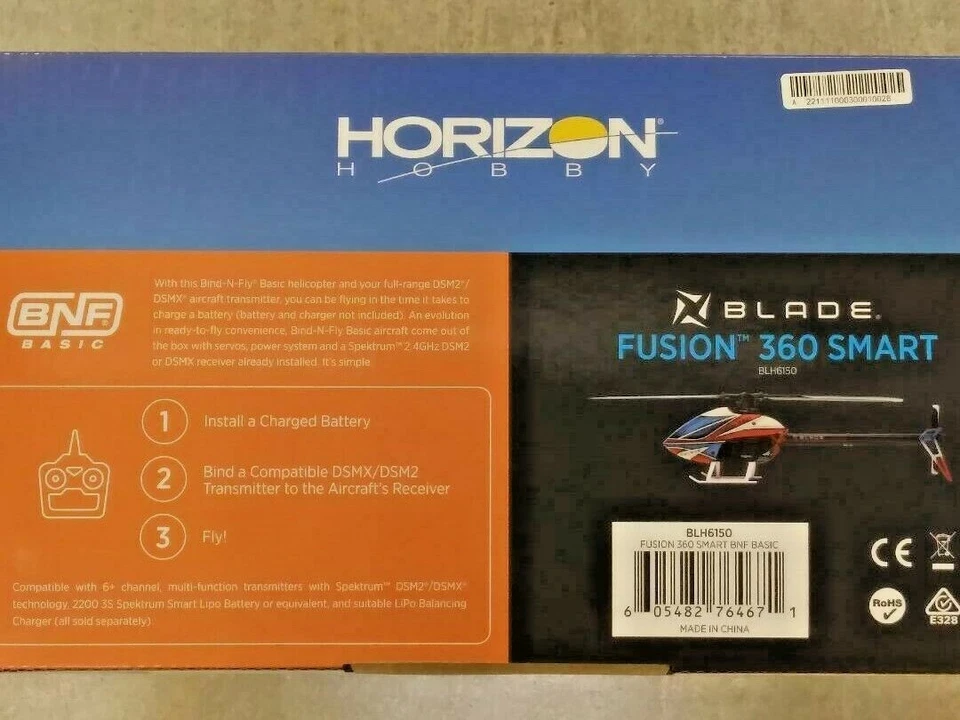 A 221111000300010028
HORIZON®
HOBBY
BNF®
BASIC
With this Bind-N-Fly® Basic helicopter and your full-range DSM2®/
DSMX® aircraft transmitter, you can be flying in the time it takes to
charge a battery (battery and charger not included). An evolution
in ready-to-fly convenience, Bind-N-Fly Basic aircraft come out of
the box with servos, power system and a Spektrum™ 2.4GHz DSM2
or DSMX receiver already installed. It's simple.
1 Install a Charged Battery
2 Bind a Compatible DSMX/DSM2
Transmitter to the Aircraft's Receiver
3 Fly!
Compatible with 6+ channel, multi-function transmitters with Spektrum™ DSM2®/DSMX®
technology, 2200 3S Spektrum Smart Lipo Battery or equivalent, and suitable LiPo Balancing
Charger (all sold separately).
BLADE®
FUSION™ 360 SMART
BLH6150
BLADE
BLH6150
FUSION 360 SMART BNF BASIC
6 05482 76467 1
MADE IN CHINA
CE
RoHS
E328